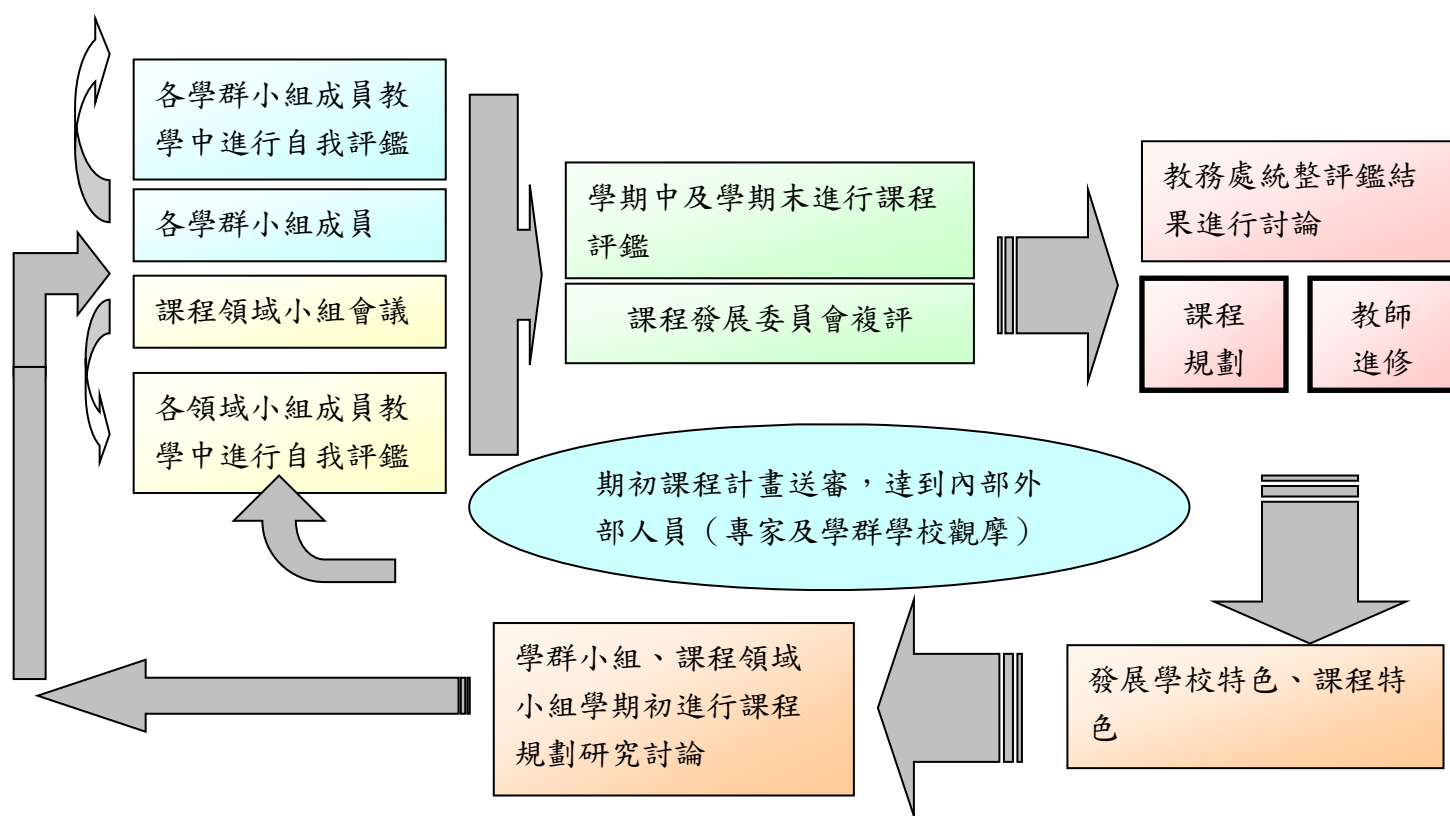 各學群小組成員教
學中進行自我評鑑
各學群小組成員
課程領域小組會議
各領域小組成員教
學中進行自我評鑑
學期中及學期末進行課程
評鑑
課程發展委員會複評
教務處統整評鑑結
果進行討論
課程
規劃
教師
進修
期初課程計畫送審，達到內部外
部人員（專家及學群學校觀摩）
學群小組、課程領域
小組學期初進行課程
規劃研究討論
發展學校特色、課程特
色